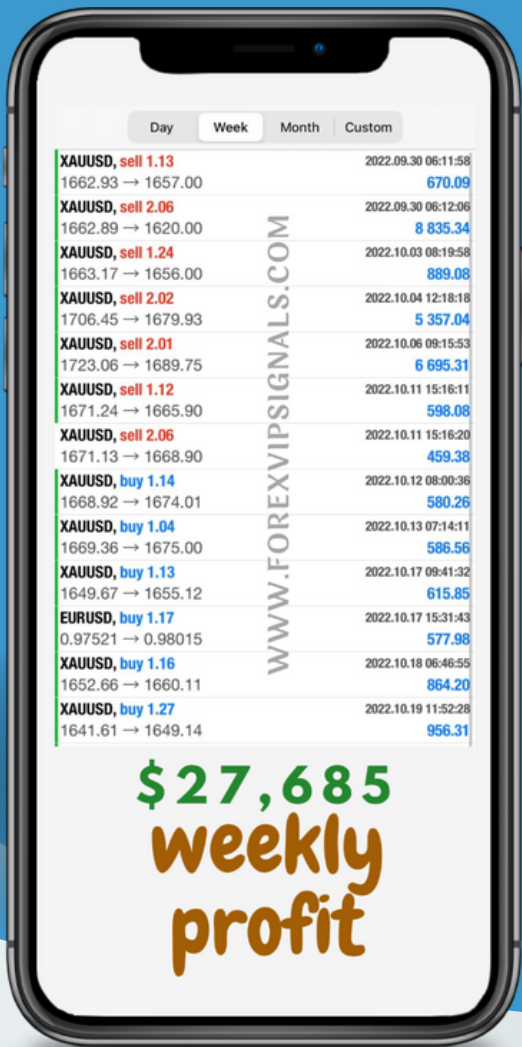 Day Week Month Custom
XAUUSD, sell 1.13 2022.09.30 06:11:58
1662.93 → 1657.00 670.09
XAUUSD, sell 2.06 2022.09.30 06:12:06
1662.89 → 1620.00 8 835.34
XAUUSD, sell 1.24 2022.10.03 08:19:58
1663.17 → 1656.00 889.08
XAUUSD, sell 2.02 2022.10.04 12:18:18
1706.45 → 1679.93 5 357.04
XAUUSD, sell 2.01 2022.10.06 09:15:53
1723.06 → 1689.75 6 695.31
XAUUSD, sell 1.12 2022.10.11 15:16:11
1671.24 → 1665.90 598.08
XAUUSD, sell 2.06 2022.10.11 15:16:20
1671.13 → 1668.90 459.38
XAUUSD, buy 1.14 2022.10.12 08:00:36
1668.92 → 1674.01 580.26
XAUUSD, buy 1.04 2022.10.13 07:14:11
1669.36 → 1675.00 586.56
XAUUSD, buy 1.13 2022.10.17 09:41:32
1649.67 → 1655.12 615.85
EURUSD, buy 1.17 2022.10.17 15:31:43
0.97521 → 0.98015 577.98
XAUUSD, buy 1.16 2022.10.18 06:46:55
1652.66 → 1660.11 864.20
XAUUSD, buy 1.27 2022.10.19 11:52:28
1641.61 → 1649.14 956.31
WWW.FOREXVIPSIGNALS.COM
$27,685
weekly
profit